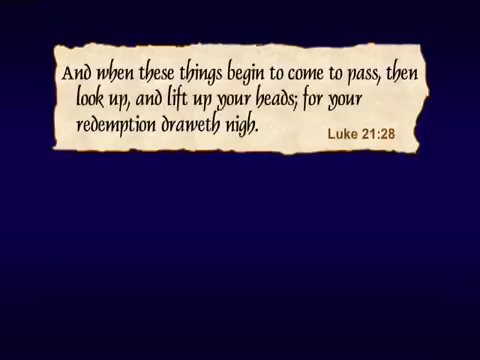 And when these things begin to come to pass, then
look up, and lift up your heads; for your
redemption draweth nigh.
Luke 21:28